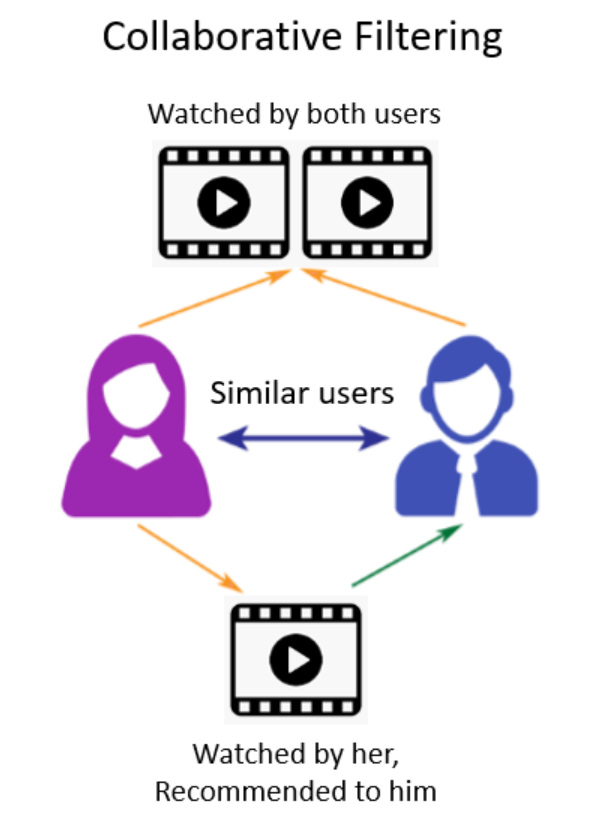 Collaborative Filtering
Watched by both users
Similar users
Watched by her,
Recommended to him